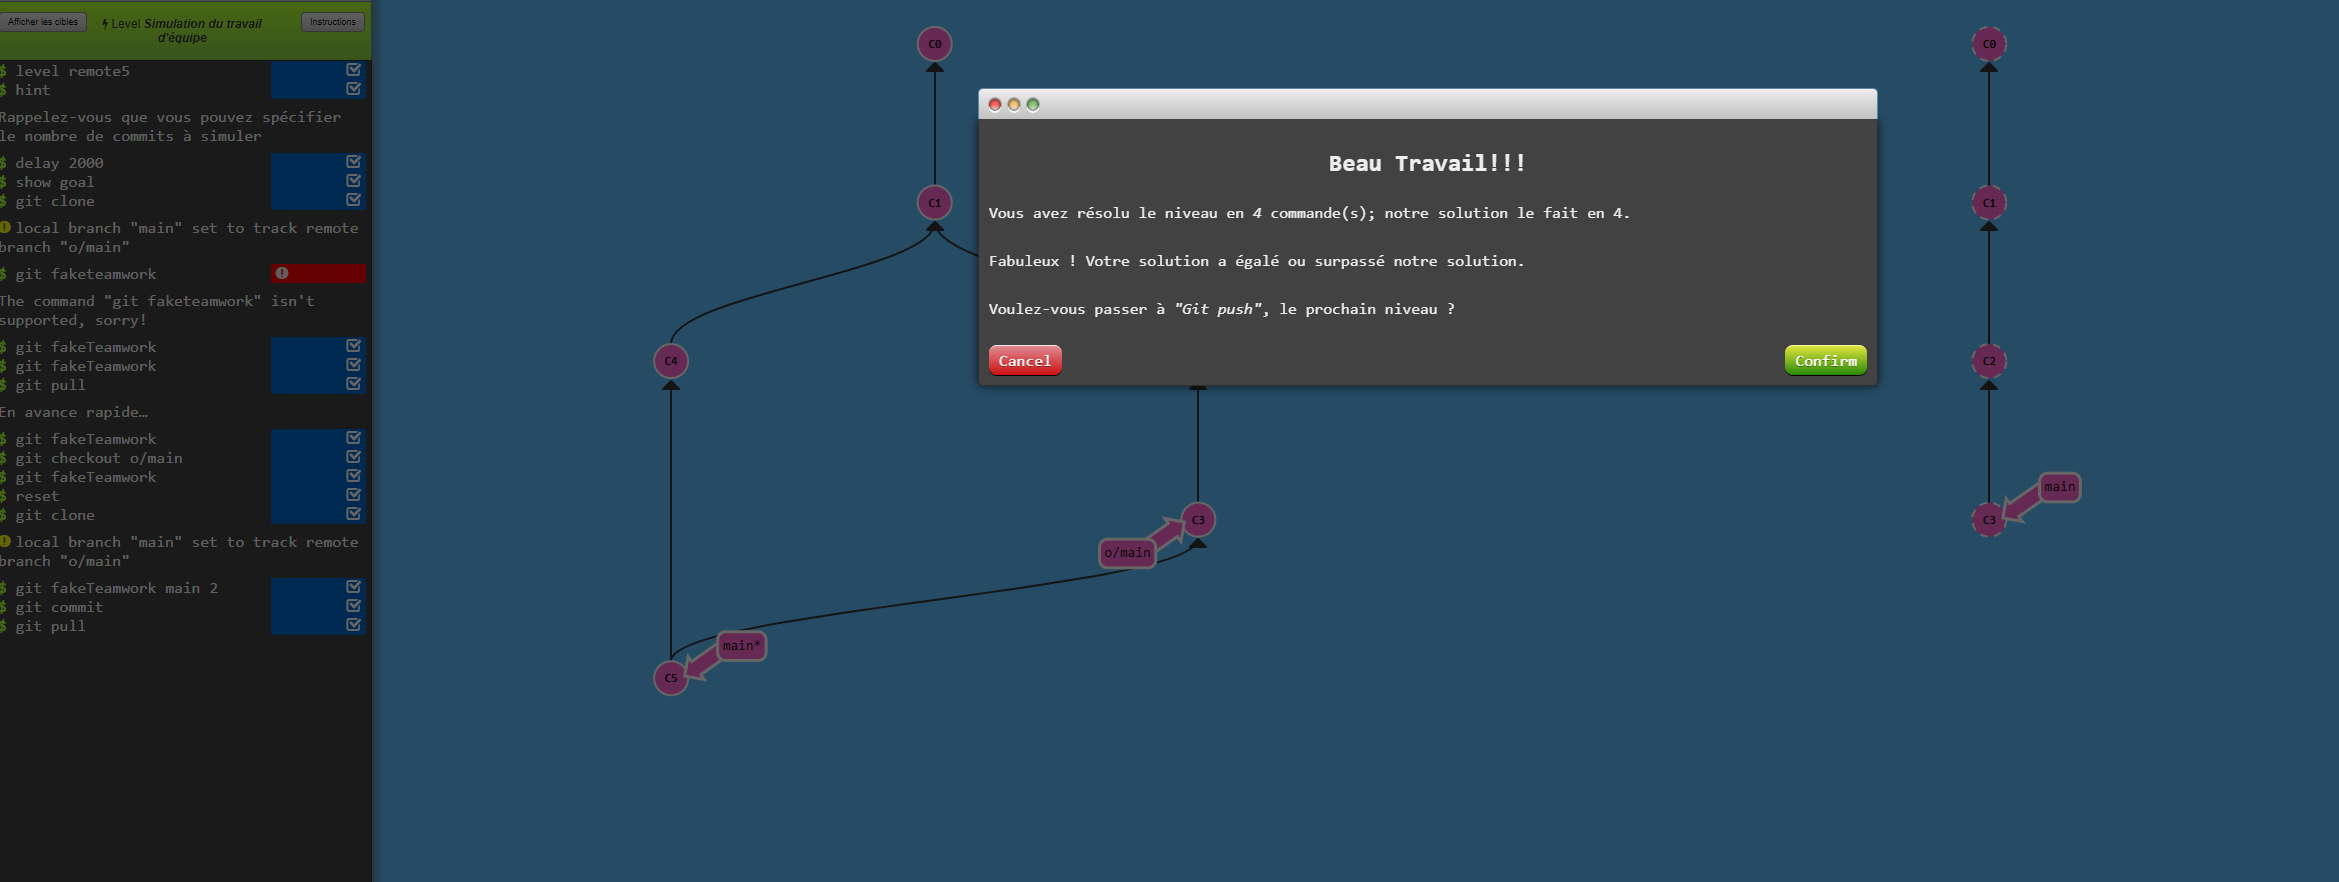 Afficher les cibles
Level Simulation du travail
d'équipe
Instructions
$ level remote5
$ hint
Rappelez-vous que vous pouvez spécifier
le nombre de commits à simuler
$ delay 2000
$ show goal
$ git clone
local branch "main" set to track remote
branch "o/main"
$ git faketeamwork
The command "git faketeamwork" isn't
supported, sorry!
$ git fakeTeamwork
$ git fakeTeamwork
$ git pull
En avance rapide…
$ git fakeTeamwork
$ git checkout o/main
$ git fakeTeamwork
$ reset
$ git clone
local branch "main" set to track remote
branch "o/main"
$ git fakeTeamwork main 2
$ git commit
$ git pull
C0
C1
C4
C3
o/main
main*
C5
Beau Travail!!!
Vous avez résolu le niveau en 4 commande(s); notre solution le fait en 4.
Fabuleux ! Votre solution a égalé ou surpassé notre solution.
Voulez-vous passer à "Git push", le prochain niveau ?
Cancel
Confirm
C0
C1
C2
main
C3